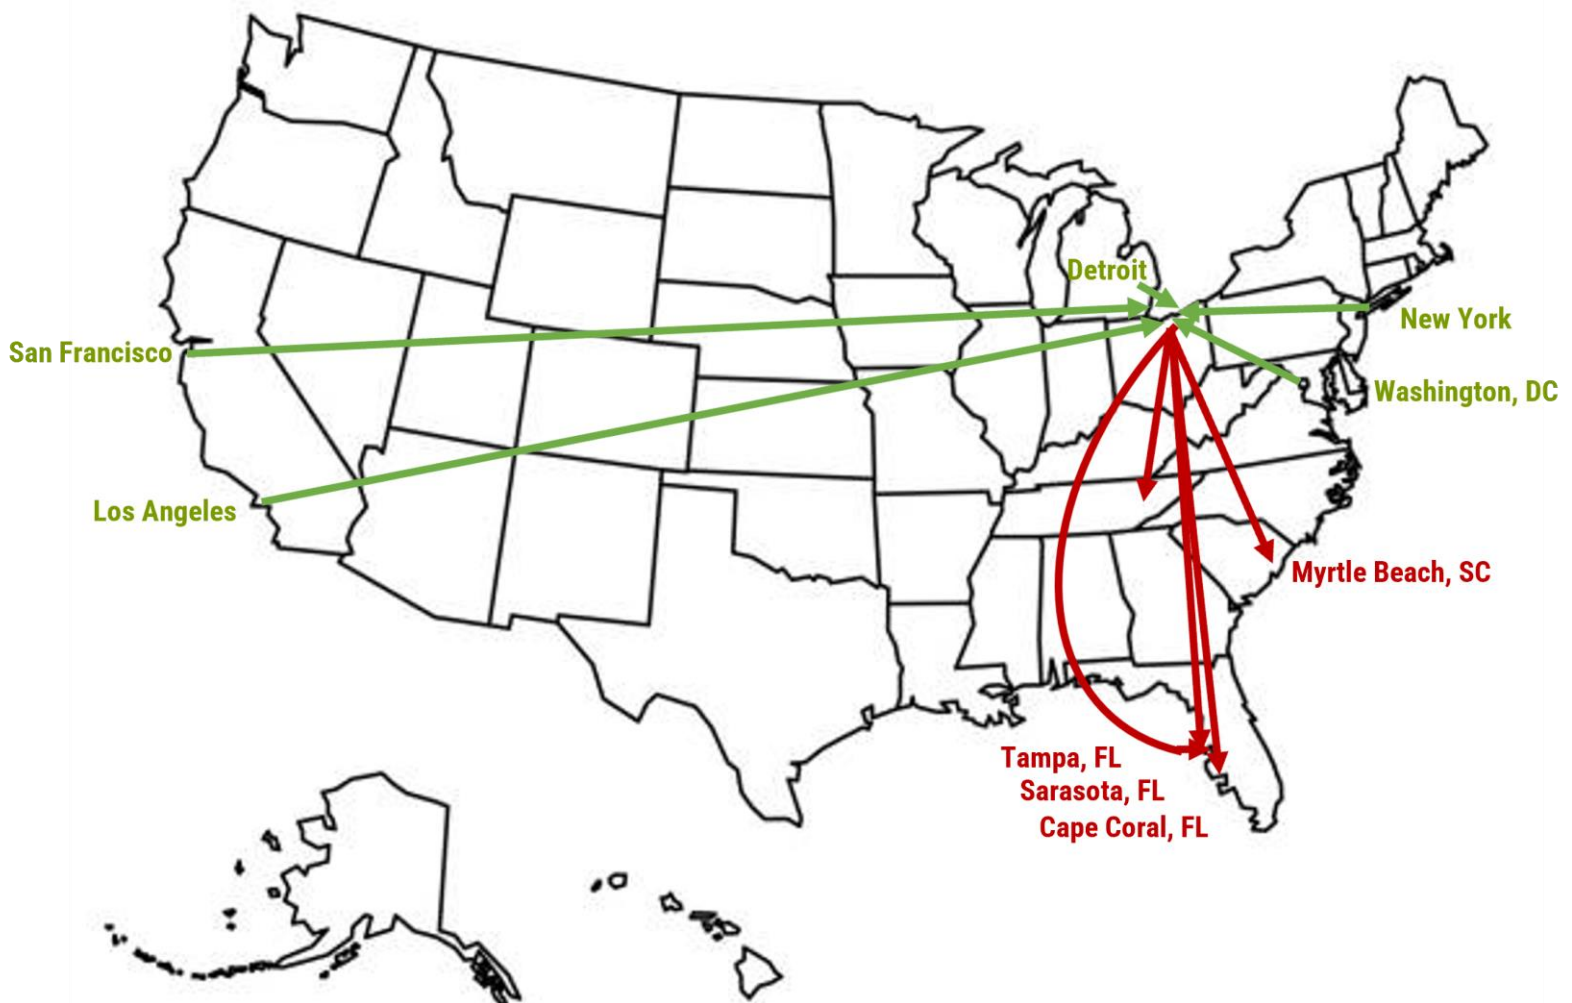 Detroit
New York
San Francisco
Washington, DC
Los Angeles
Myrtle Beach, SC
Tampa, FL
Sarasota, FL
Cape Coral, FL